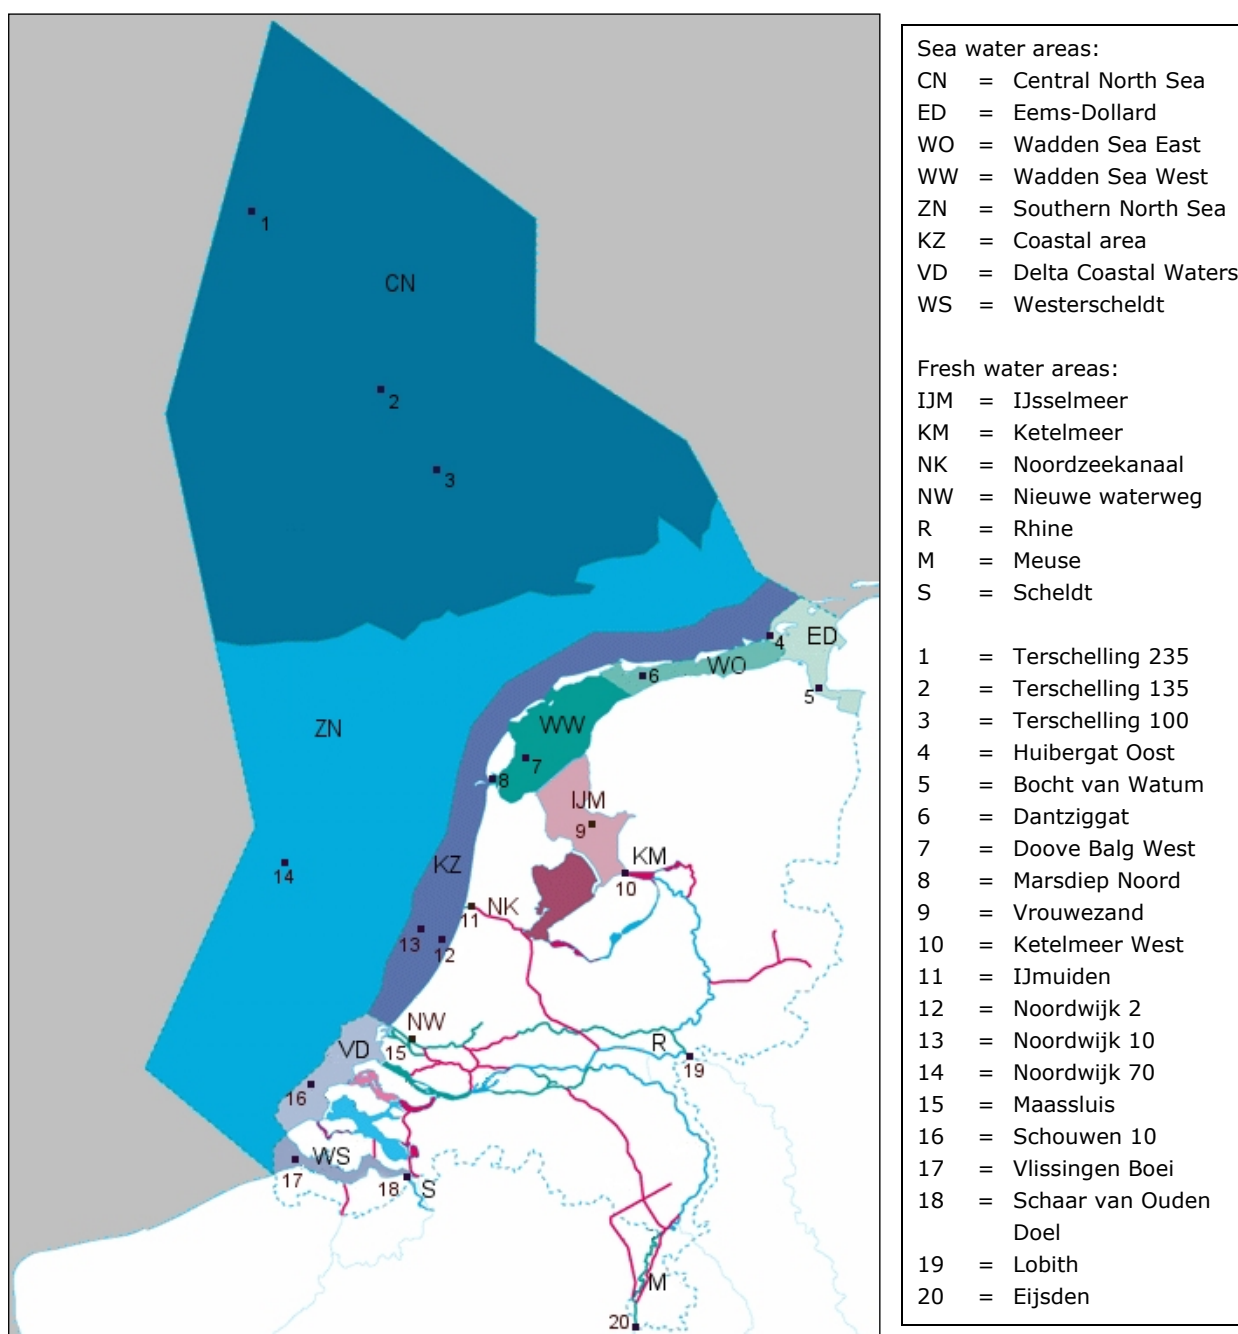 1
CN
2
3
4
ED
WO
6
5
ZN
WW
7
8
IJM
9
KZ
KM
14
10
NK
11
13
12
NW
VD
15
R
19
16
WS
17
18
S
M
20
Sea water areas:
CN = Central North Sea
ED = Eems-Dollard
WO = Wadden Sea East
WW = Wadden Sea West
ZN = Southern North Sea
KZ = Coastal area
VD = Delta Coastal Waters
WS = Westerscheldt
Fresh water areas:
IJM = IJsselmeer
KM = Ketelmeer
NK = Noordzeekanaal
NW = Nieuwe waterweg
R = Rhine
M = Meuse
S = Scheldt
1 = Terschelling 235
2 = Terschelling 135
3 = Terschelling 100
4 = Huibergat Oost
5 = Bocht van Watum
6 = Dantziggat
7 = Doove Balg West
8 = Marsdiep Noord
9 = Vrouwezand
10 = Ketelmeer West
11 = IJmuiden
12 = Noordwijk 2
13 = Noordwijk 10
14 = Noordwijk 70
15 = Maassluis
16 = Schouwen 10
17 = Vlissingen Boei
18 = Schaar van Ouden
Doel
19 = Lobith
20 = Eijsden